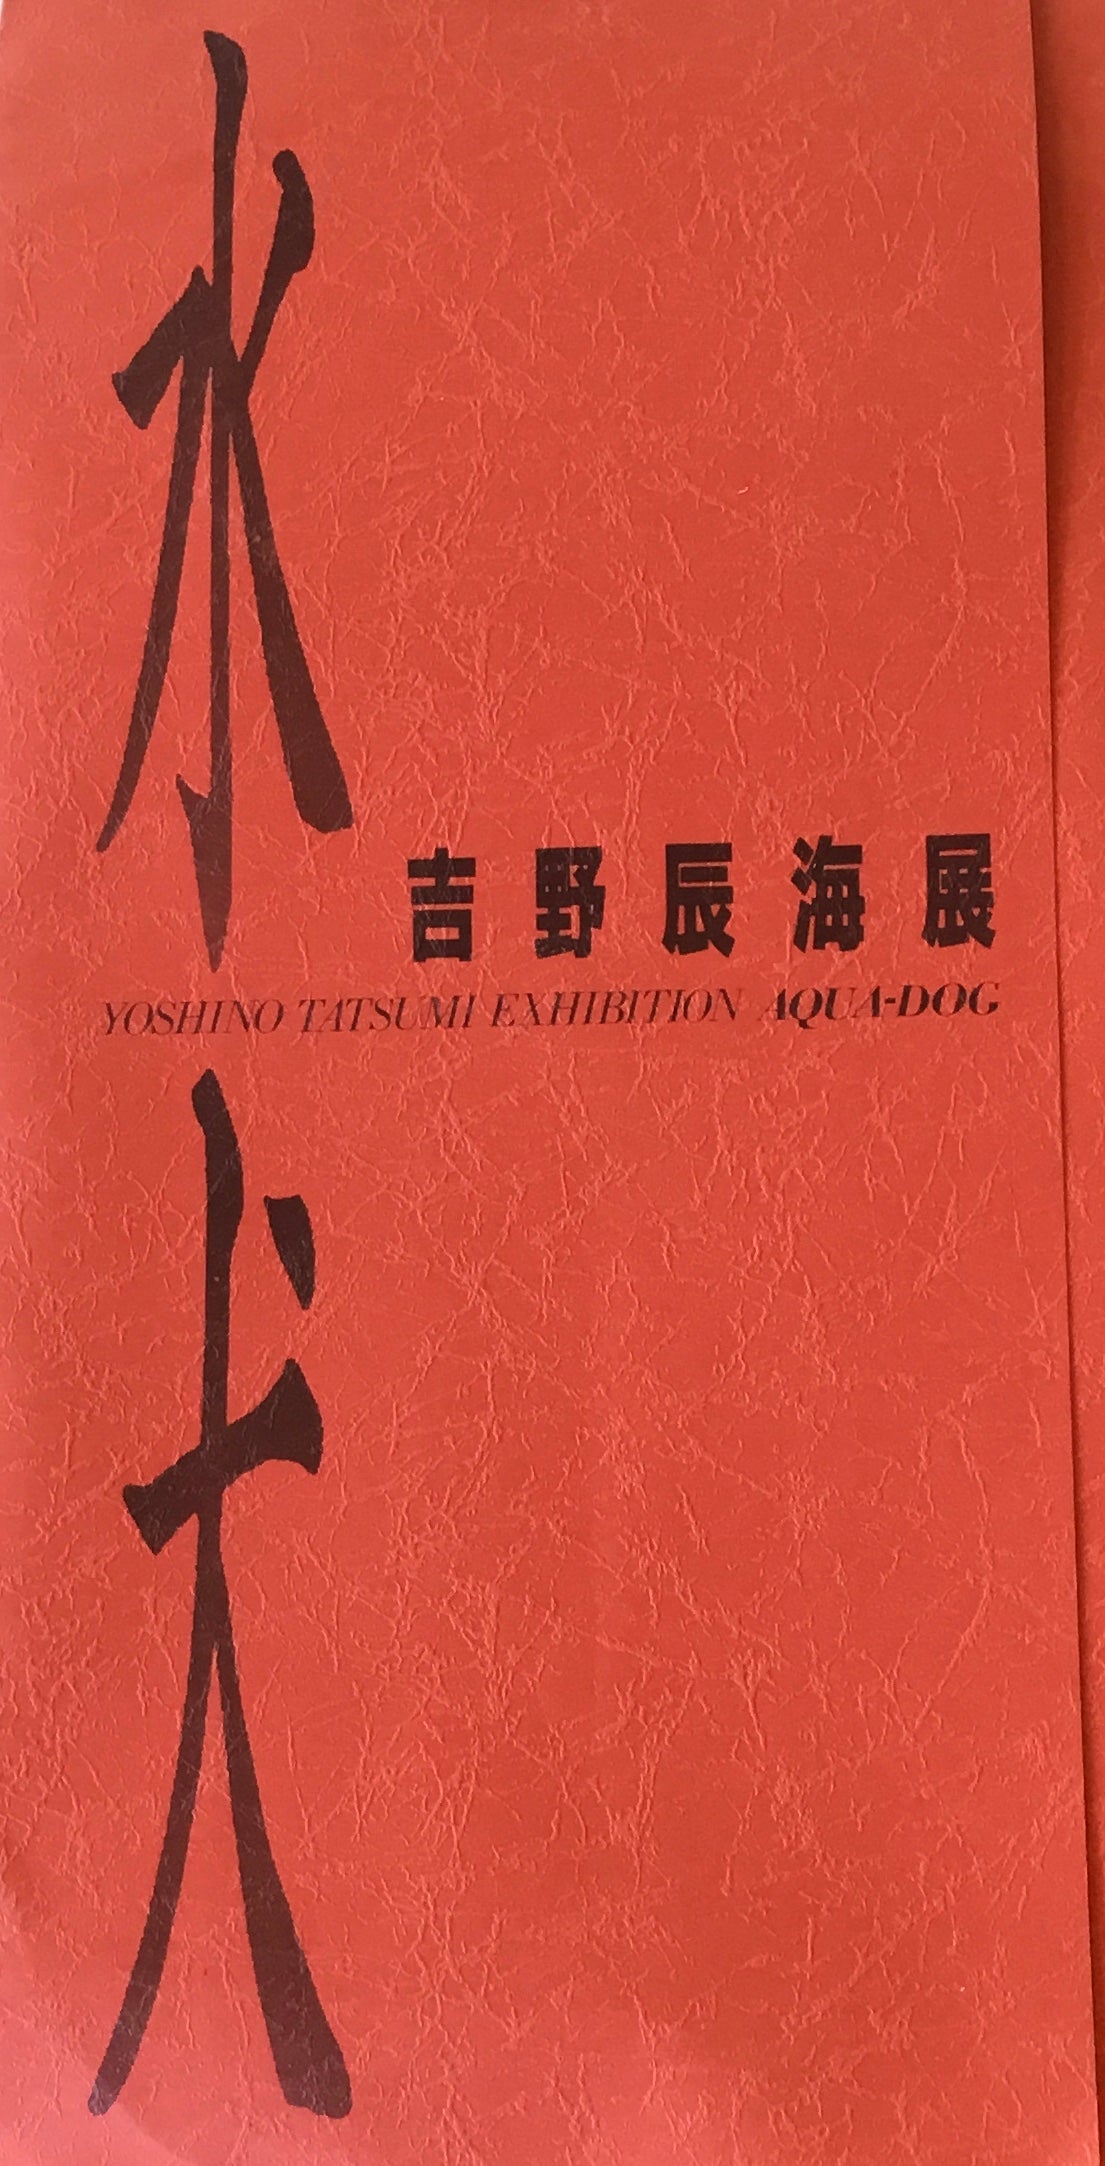 水犬
吉野辰海展
YOSHINO TATSUMI EXHIBITION AQUA-DOG